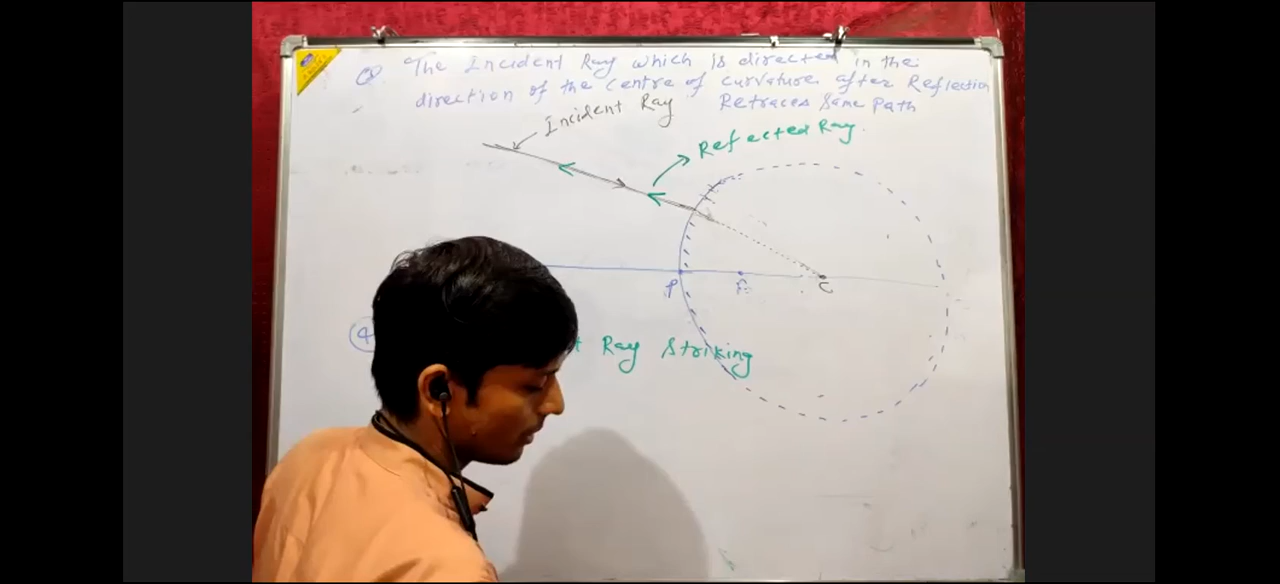 The Incident Ray which is directed in the
direction of the centre of curvature after Reflection
Retraces Same Path
Incident Ray
Refected Ray.
P
C
Ray Striking